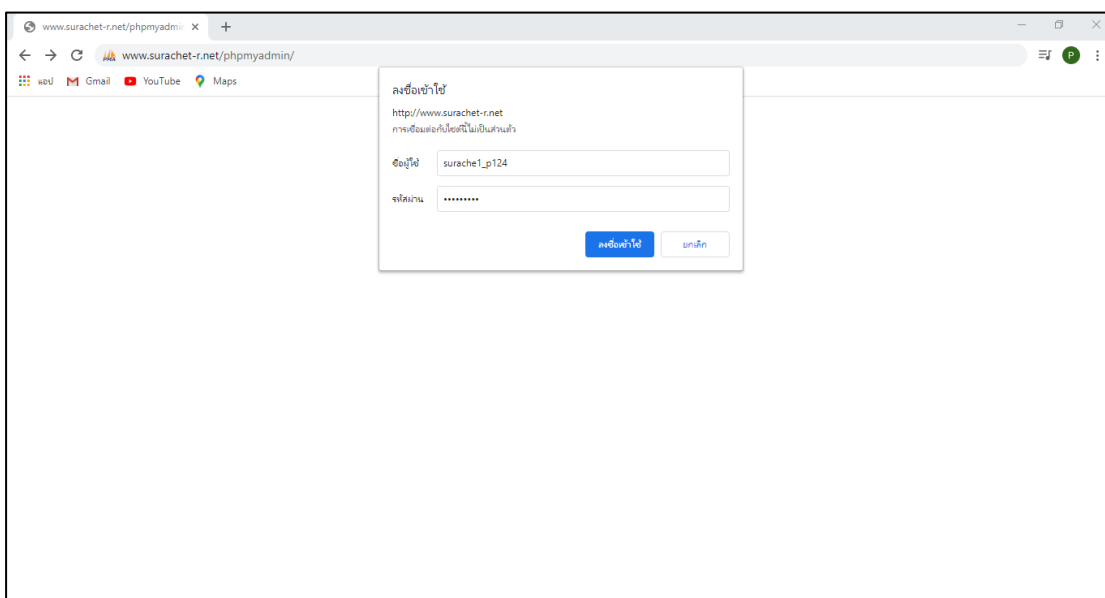 www.surachet-r.net/phpmyadmi
www.surachet-r.net/phpmyadmin/
P
แอป Gmail YouTube Maps
ลงชื่อเข้าใช้
http://www.surachet-r.net
การเชื่อมต่อกับไซต์นี้ไม่เป็นส่วนตัว
ชื่อผู้ใช้ surache1_p124
รหัสผ่าน •••••••••
ลงชื่อเข้าใช้ ยกเลิก